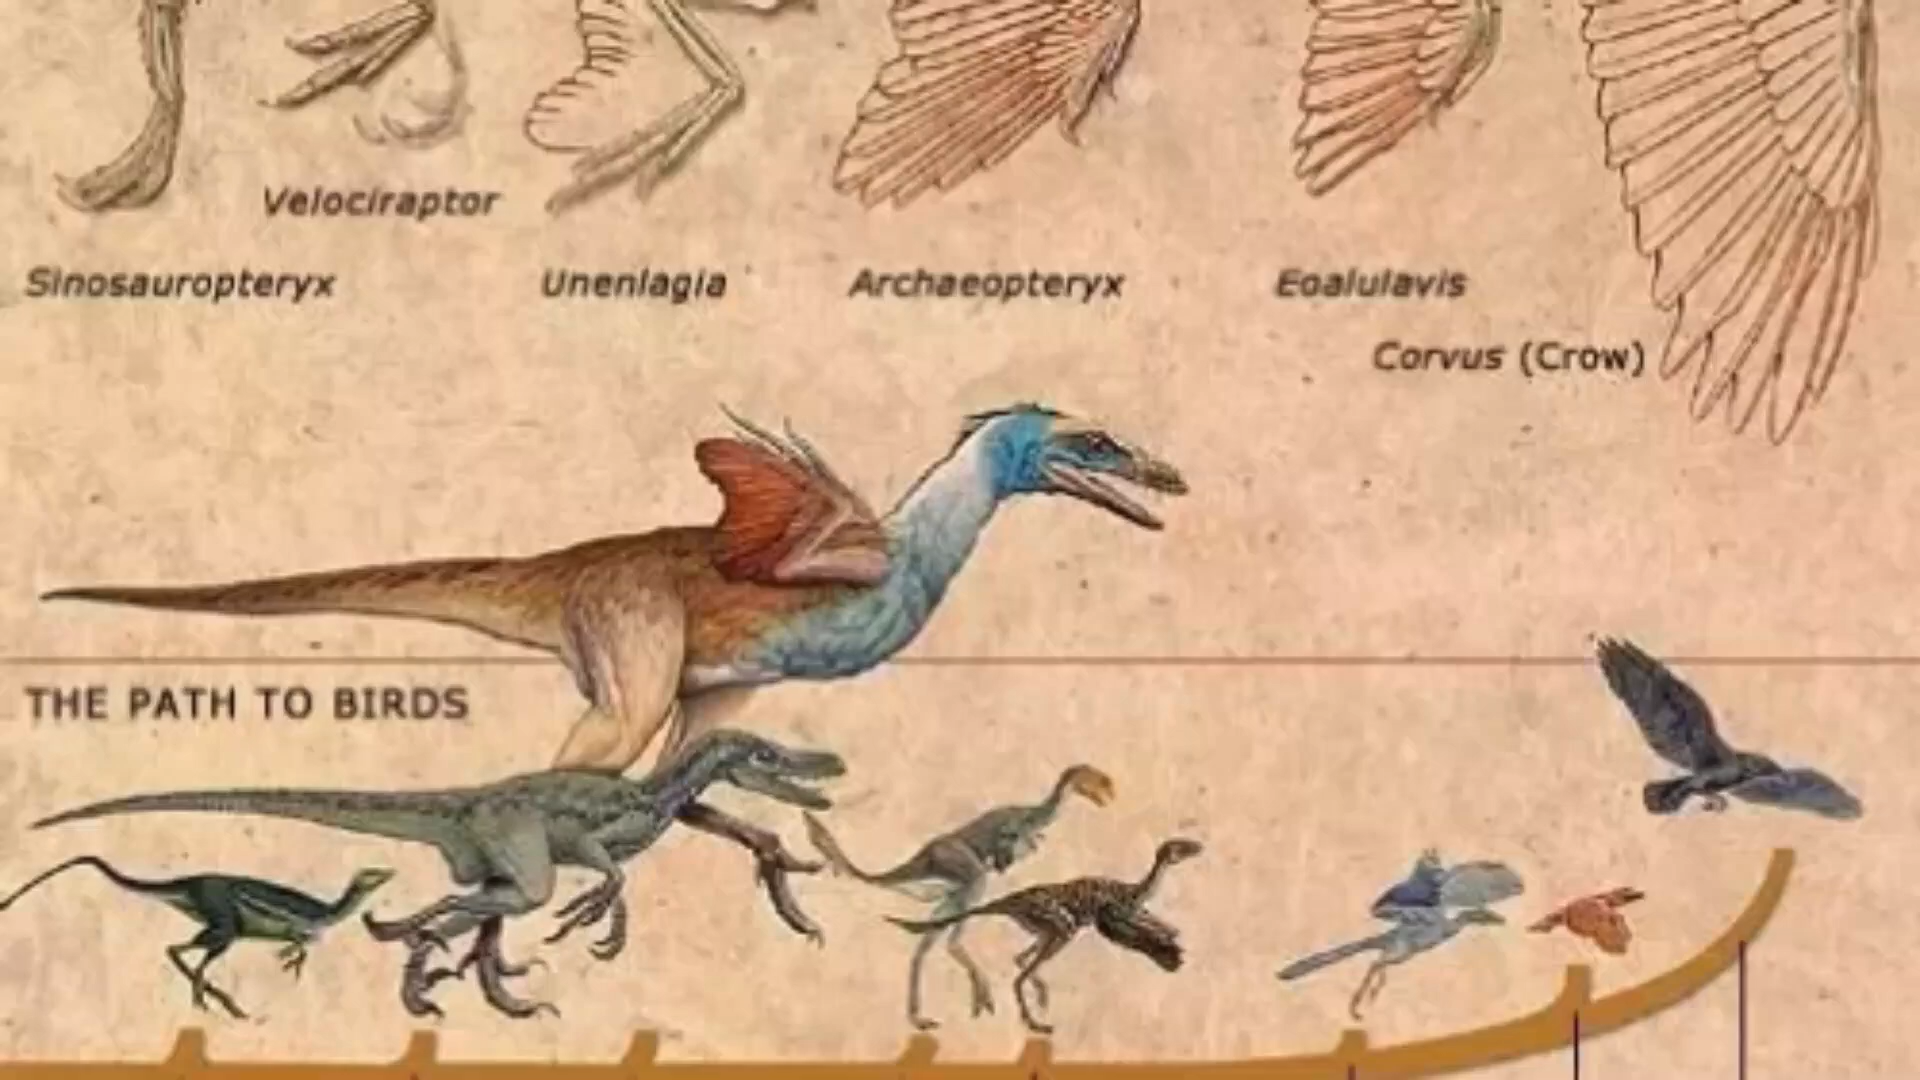 Velociraptor
Sinosauropteryx
Unenlagia
Archaeopteryx
Eoalulavis
Corvus (Crow)
THE PATH TO BIRDS